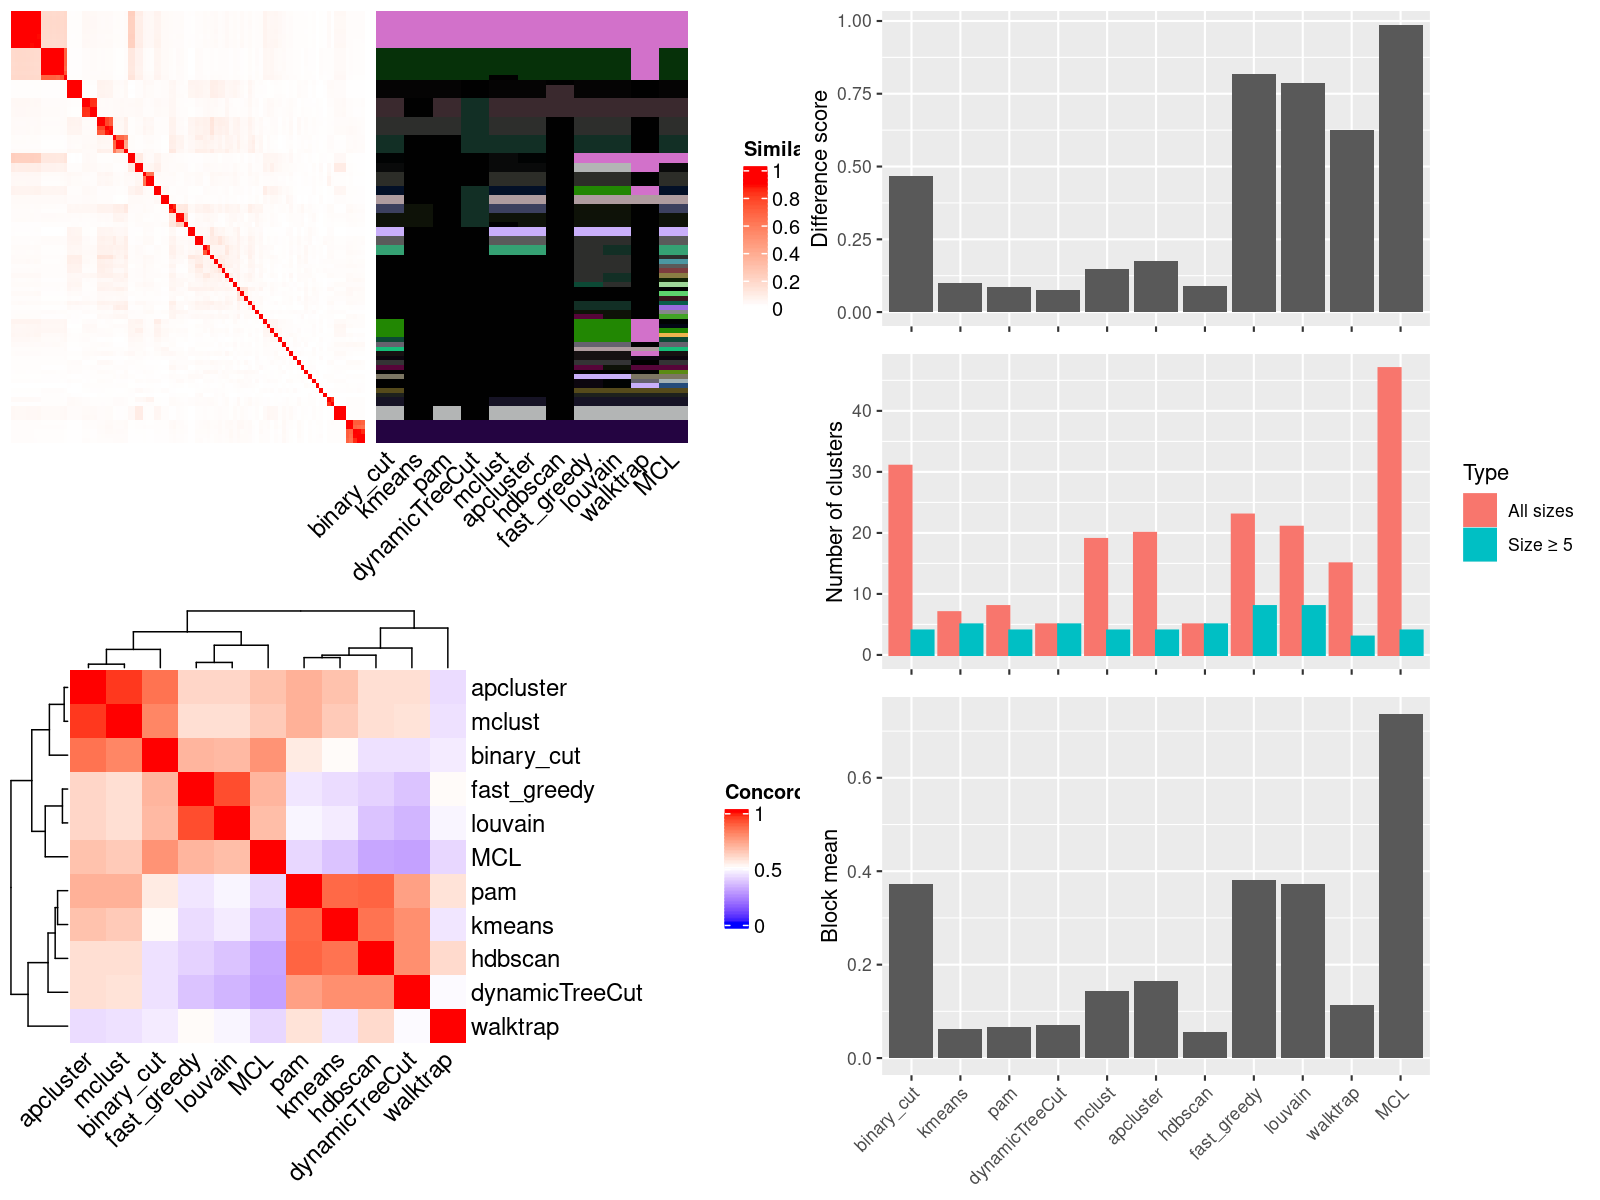 Simila
1
0.8
0.6
0.4
0.2
0
binary_cut
kmeans
pam
dynamicTreeCut
mclust
apcluster
hdbscan
fast_greedy
louvain
walktrap
MCL
apcluster
mclust
binary_cut
fast_greedy
louvain
MCL
pam
kmeans
hdbscan
dynamicTreeCut
walktrap
apcluster
mclust
binary_cut
fast_greedy
louvain
MCL
pam
kmeans
hdbscan
dynamicTreeCut
walktrap
Concord
1
0.5
0
Difference score
1.00
0.75
0.50
0.25
0.00
Number of clusters
40
30
20
10
0
Type
All sizes
Size ≥ 5
Block mean
0.6
0.4
0.2
0.0
binary_cut
kmeans
pam
dynamicTreeCut
mclust
apcluster
hdbscan
fast_greedy
louvain
walktrap
MCL